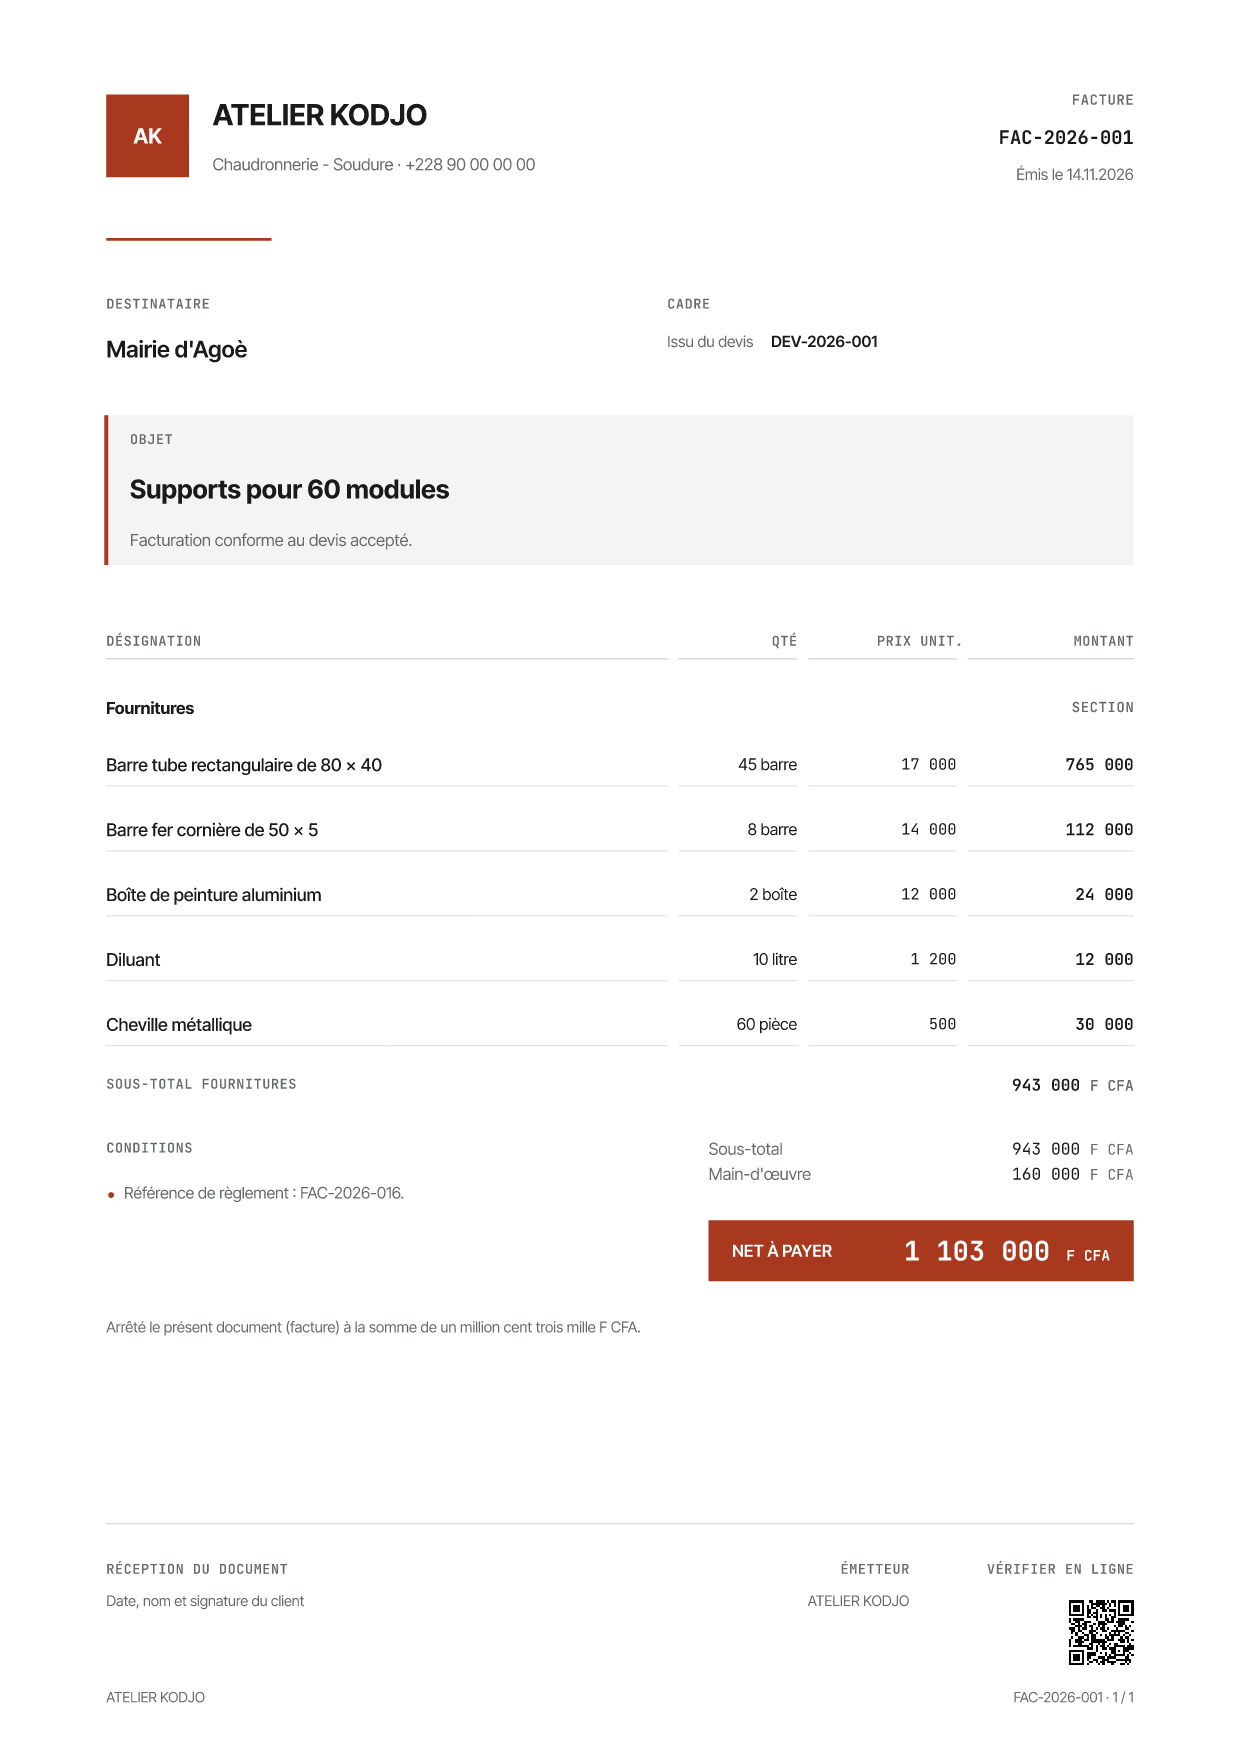 AK
ATELIER KODJO
Chaudronnerie - Soudure · +228 90 00 00 00
FACTURE
FAC-2026-001
Émis le 14.11.2026
DESTINATAIRE
Mairie d'Agoè
CADRE
Issu du devis DEV-2026-001
OBJET
Supports pour 60 modules
Facturation conforme au devis accepté.
DÉSIGNATION QTÉ PRIX UNIT. MONTANT
Fournitures SECTION
Barre tube rectangulaire de 80 × 40 45 barre 17 000 765 000
Barre fer cornière de 50 × 5 8 barre 14 000 112 000
Boîte de peinture aluminium 2 boîte 12 000 24 000
Diluant 10 litre 1 200 12 000
Cheville métallique 60 pièce 500 30 000
SOUS-TOTAL FOURNITURES 943 000 F CFA
CONDITIONS
• Référence de règlement : FAC-2026-016.
Sous-total 943 000 F CFA
Main-d'œuvre 160 000 F CFA
NET À PAYER 1 103 000 F CFA
Arrêté le présent document (facture) à la somme de un million cent trois mille F CFA.
RÉCEPTION DU DOCUMENT
Date, nom et signature du client
ÉMETTEUR
ATELIER KODJO
VÉRIFIER EN LIGNE
ATELIER KODJO
FAC-2026-001 · 1 / 1